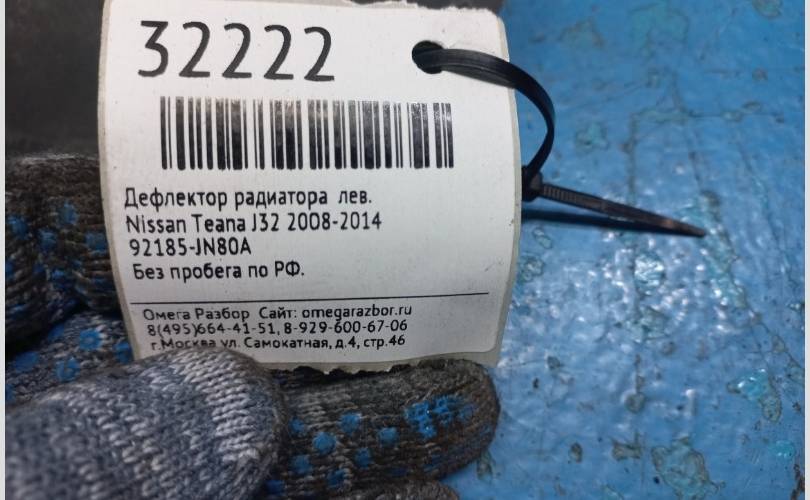 32222
Дефлектор радиатора лев.
Nissan Teana J32 2008-2014
92185-JN80A
Без пробега по РФ.
Омега Разбор Сайт: omegarazbor.ru
8(495)664-41-51, 8-929-600-67-06
г.Москва ул. Самокатная, д.4, стр.46